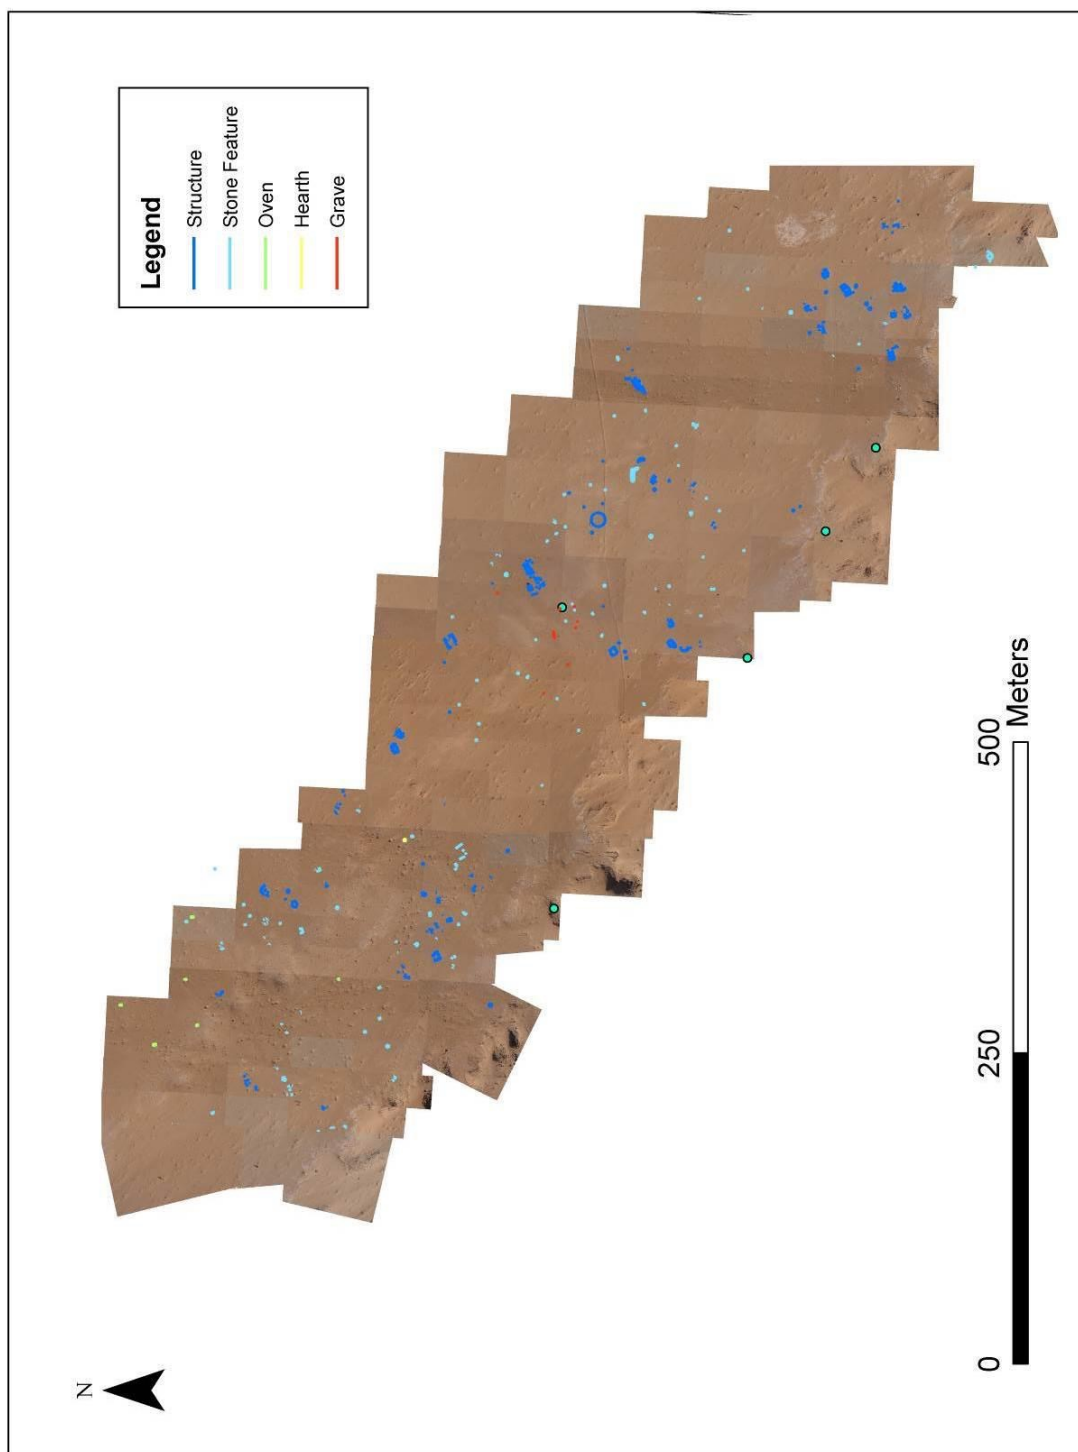 Legend
Structure
Stone Feature
Oven
Hearth
Grave
N
0 250 500
Meters